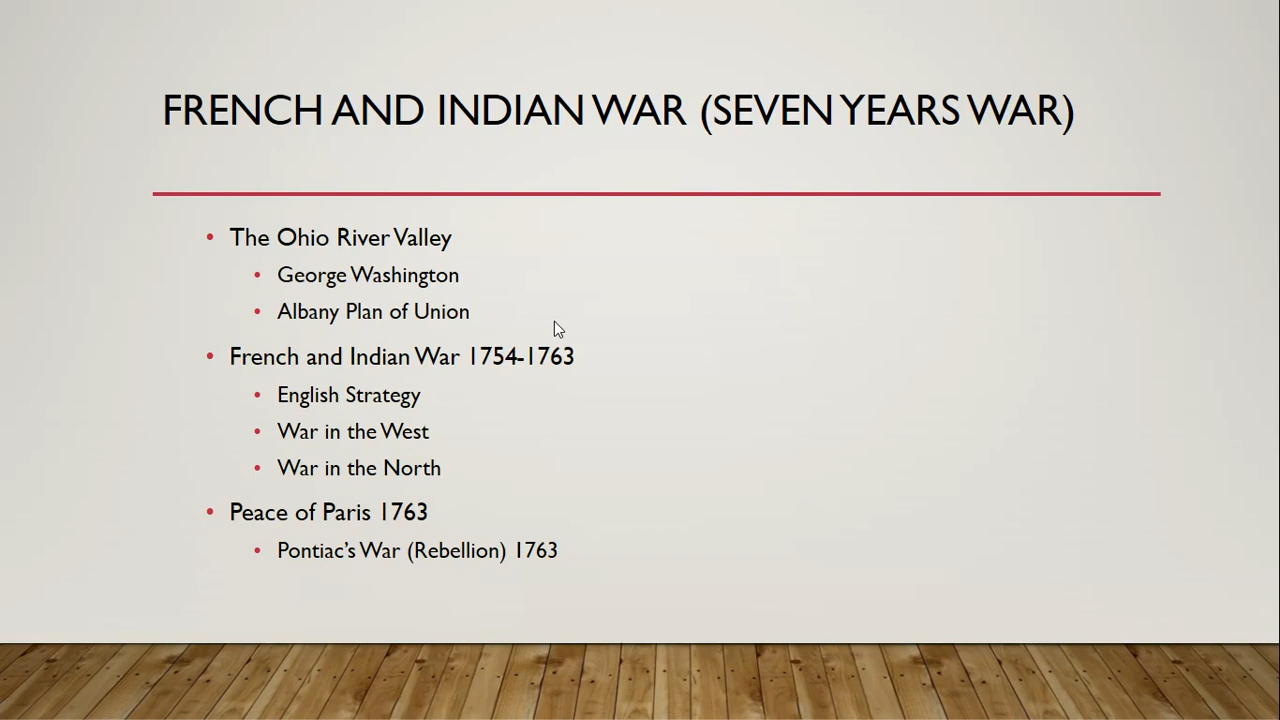 FRENCH AND INDIAN WAR (SEVEN YEARS WAR)
• The Ohio River Valley
• George Washington
• Albany Plan of Union
• French and Indian War 1754-1763
• English Strategy
• War in the West
• War in the North
• Peace of Paris 1763
• Pontiac’s War (Rebellion) 1763